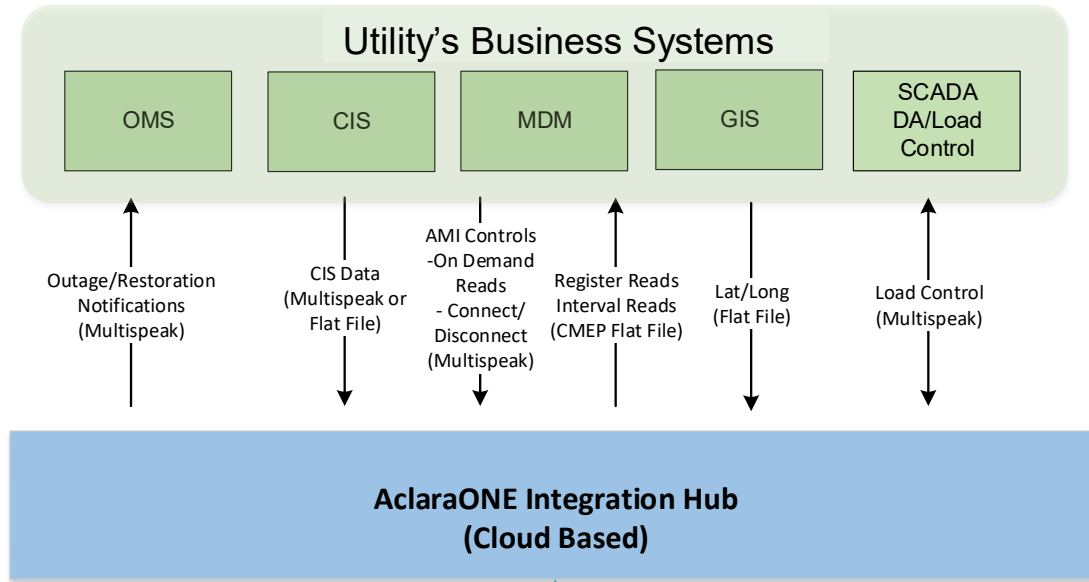 Utility's Business Systems
OMS
CIS
MDM
GIS
SCADA
DA/Load
Control
Outage/Restoration
Notifications
(Multispeak)
CIS Data
(Multispeak or
Flat File)
AMI Controls
-On Demand
Reads
- Connect/
Disconnect
(Multispeak)
Register Reads
Interval Reads
(CMEP Flat File)
Lat/Long
(Flat File)
Load Control
(Multispeak)
AclaraONE Integration Hub
(Cloud Based)